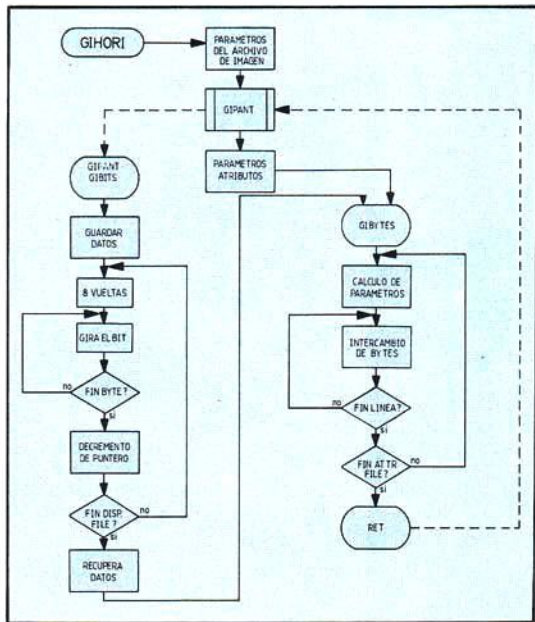 GIHORI
PARAMETROS
DEL ARCHIVO
DE IMAGEN
GIPANT
PARAMETROS
ATRIBUTOS
GIPANT
GIBITS
GUARDAR
DATOS
8 VUELTAS
GIRA EL BIT
no
FIN BYTE?
si
DECREMENTO
DE PUNTERO
FIN DISP.
FILE?
no
si
RECUPERA
DATOS
GIBYTES
CALCULO DE
PARAMETROS
INTERCAMBIO
DE BYTES
no
FIN LINEA?
si
FIN ATTR
FILE?
no
si
RET